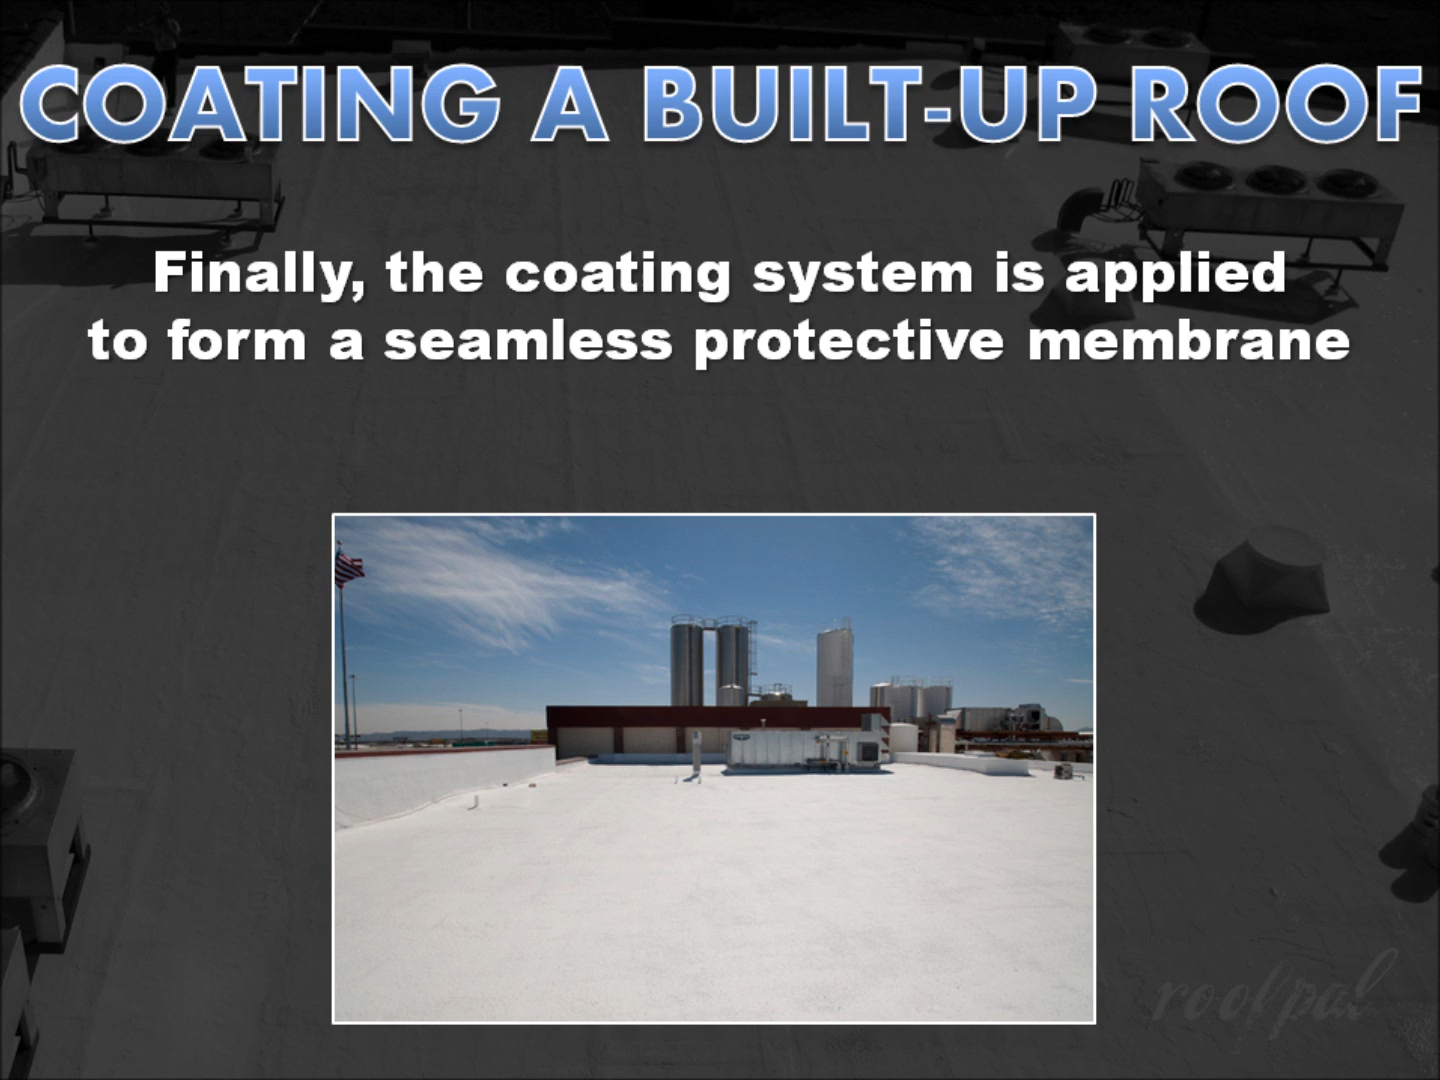 COATING A BUILT-UP ROOF
Finally, the coating system is applied
to form a seamless protective membrane
roofpal